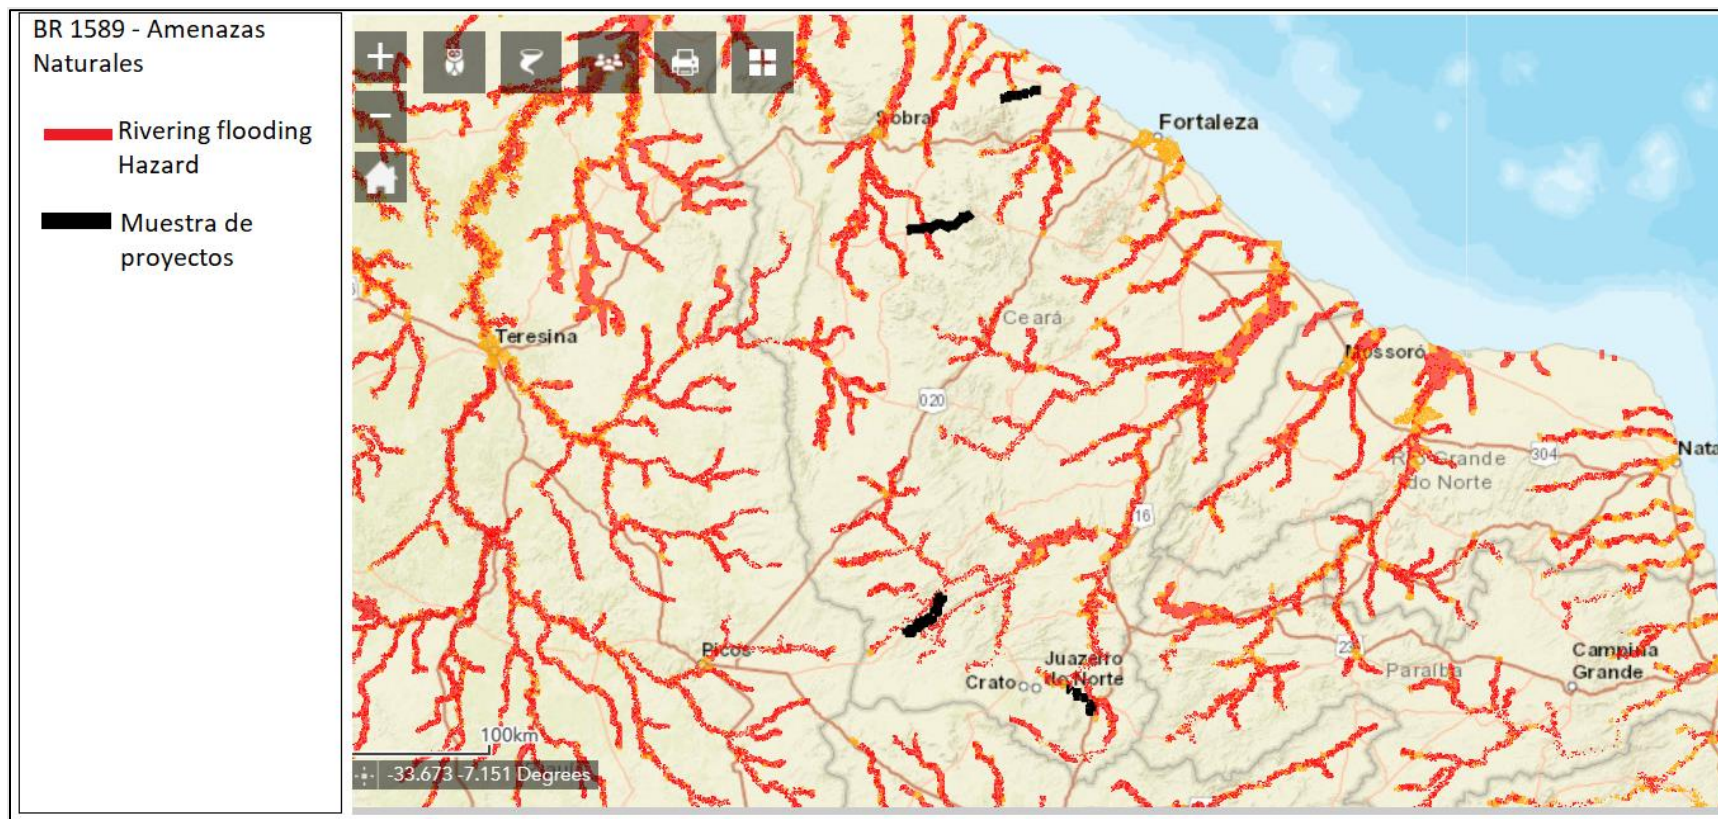 BR 1589 - Amenazas
Naturales
Rivering flooding
Hazard
Muestra de
proyectos
Sobral
Fortaleza
Ceará
Teresina
Mossoró
020
304
Natal
Rio Grande
do Norte
16
Picos
Juazeiro
do Norte
Crato
Paraíba
Campina
Grande
100km
-33.673 -7.151 Degrees